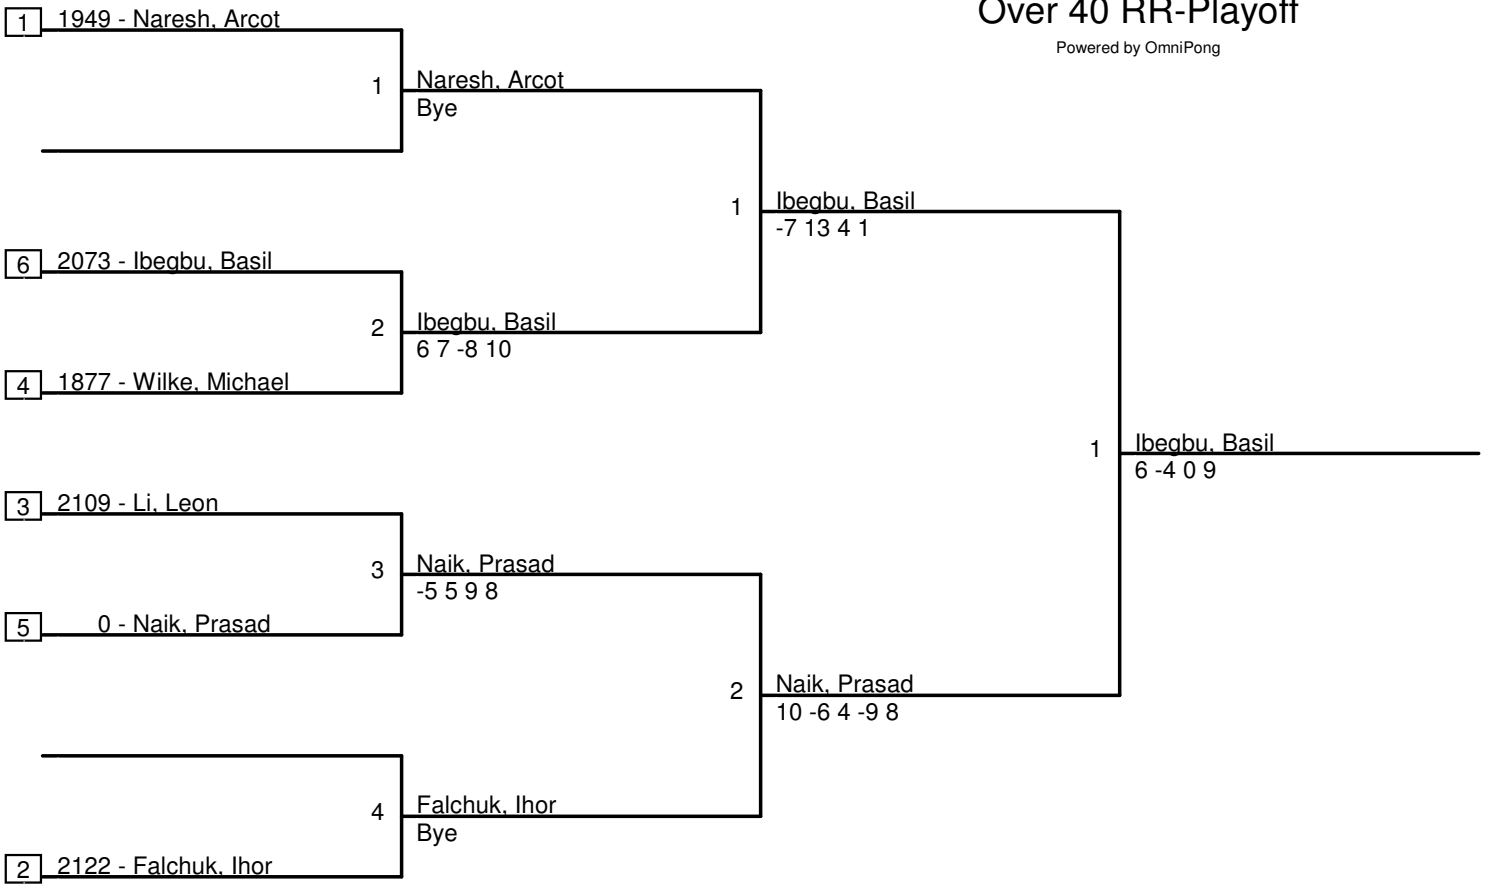 Over 40 RR-Playoff
Powered by OmniPong
1 1949 - Naresh, Arcot
1 Naresh, Arcot
Bye
1 Ibegbu, Basil
-7 13 4 1
6 2073 - Ibegbu, Basil
2 Ibegbu, Basil
6 7 -8 10
4 1877 - Wilke, Michael
1 Ibegbu, Basil
6 -4 0 9
3 2109 - Li, Leon
3 Naik, Prasad
-5 5 9 8
5 0 - Naik, Prasad
2 Naik, Prasad
10 -6 4 -9 8
4 Falchuk, Ihor
Bye
2 2122 - Falchuk, Ihor